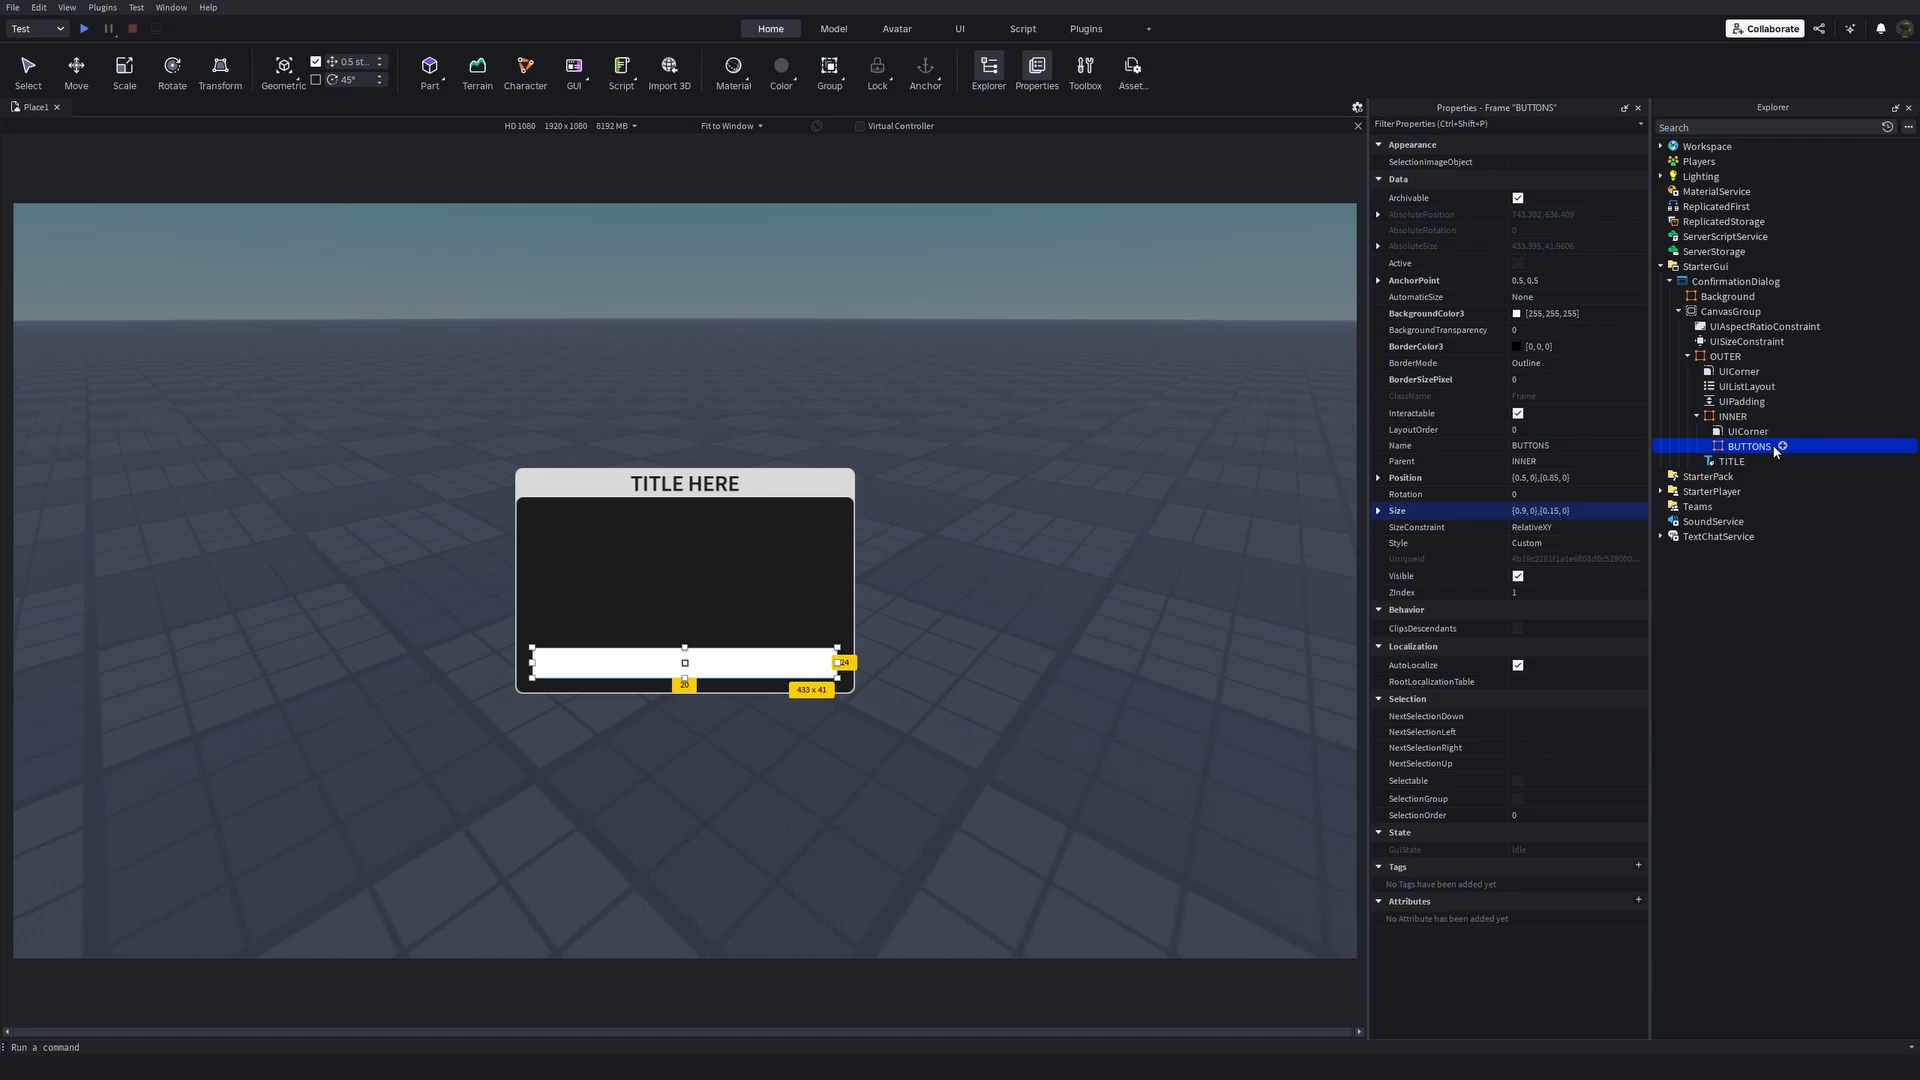 File Edit View Plugins Test Window Help
Test
Home Model Avatar UI Script Plugins +
Collaborate
Select Move Scale Rotate Transform Geometric
0.5 st...
45°
Part Terrain Character GUI Script Import 3D Material Color Group Lock Anchor Explorer Properties Toolbox Asset...
Place1
HD 1080 1920 x 1080 8192 MB Fit to Window Virtual Controller
TITLE HERE
24
20
433 x 41
Run a command
Properties - Frame "BUTTONS"
Filter Properties (Ctrl+Shift+P)
Appearance
SelectionImageObject
Data
Archivable
AbsolutePosition 743.302, 636.409
AbsoluteRotation 0
AbsoluteSize 433.395, 41.9606
Active
AnchorPoint 0.5, 0.5
AutomaticSize None
BackgroundColor3 [255, 255, 255]
BackgroundTransparency 0
BorderColor3 [0, 0, 0]
BorderMode Outline
BorderSizePixel 0
ClassName Frame
Interactable
LayoutOrder 0
Name BUTTONS
Parent INNER
Position {0.5, 0},{0.85, 0}
Rotation 0
Size {0.9, 0},{0.15, 0}
SizeConstraint RelativeXY
Style Custom
UniqueId
Visible
ZIndex 1
Behavior
ClipsDescendants
Localization
AutoLocalize
RootLocalizationTable
Selection
NextSelectionDown
NextSelectionLeft
NextSelectionRight
NextSelectionUp
Selectable
SelectionGroup
SelectionOrder 0
State
GuiState Idle
Tags
No Tags have been added yet
Attributes
No Attribute has been added yet
Explorer
Search
Workspace
Players
Lighting
MaterialService
ReplicatedFirst
ReplicatedStorage
ServerScriptService
ServerStorage
StarterGui
ConfirmationDialog
Background
CanvasGroup
UIAspectRatioConstraint
UISizeConstraint
OUTER
UICorner
UIListLayout
UIPadding
INNER
UICorner
BUTTONS
TITLE
StarterPack
StarterPlayer
Teams
SoundService
TextChatService